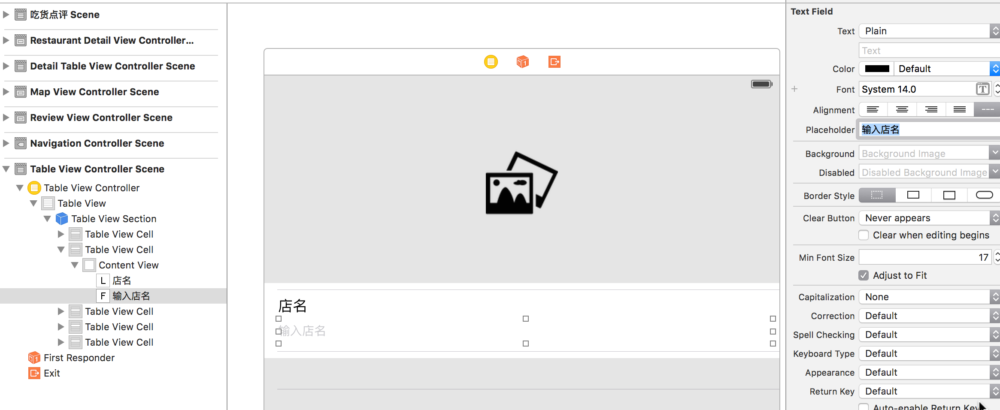 吃货点评 Scene
Restaurant Detail View Controller...
Detail Table View Controller Scene
Map View Controller Scene
Review View Controller Scene
Navigation Controller Scene
Table View Controller Scene
Table View Controller
Table View
Table View Section
Table View Cell
Table View Cell
Content View
L 店名
F 输入店名
Table View Cell
Table View Cell
Table View Cell
First Responder
Exit
店名
输入店名
Text Field
Text Plain
Text
Color Default
+ Font System 14.0 T
Alignment
Placeholder 输入店名
Background Background Image
Disabled Disabled Background Image
Border Style
Clear Button Never appears
Clear when editing begins
Min Font Size 17
Adjust to Fit
Capitalization None
Correction Default
Spell Checking Default
Keyboard Type Default
Appearance Default
Return Key Default
Auto-enable Return Key